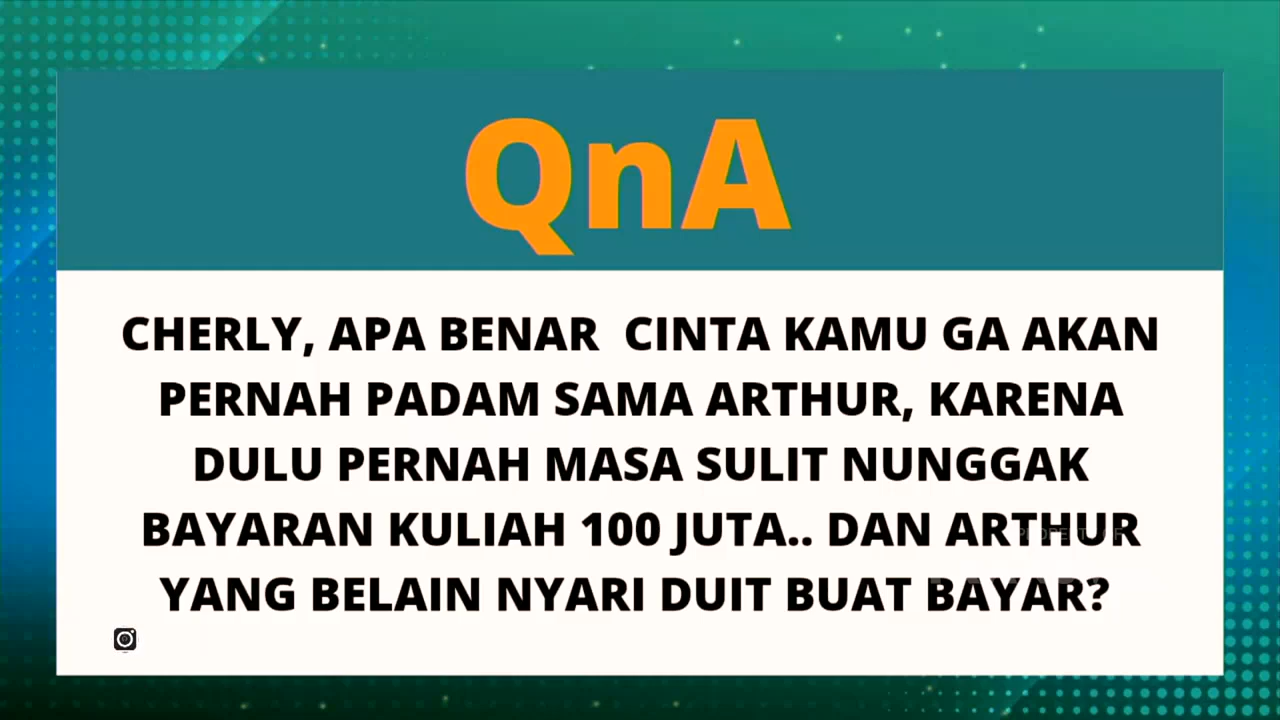 QnA
CHERLY, APA BENAR CINTA KAMU GA AKAN
PERNAH PADAM SAMA ARTHUR, KARENA
DULU PERNAH MASA SULIT NUNGGAK
BAYARAN KULIAH 100 JUTA.. DAN ARTHUR
YANG BELAIN NYARI DUIT BUAT BAYAR?